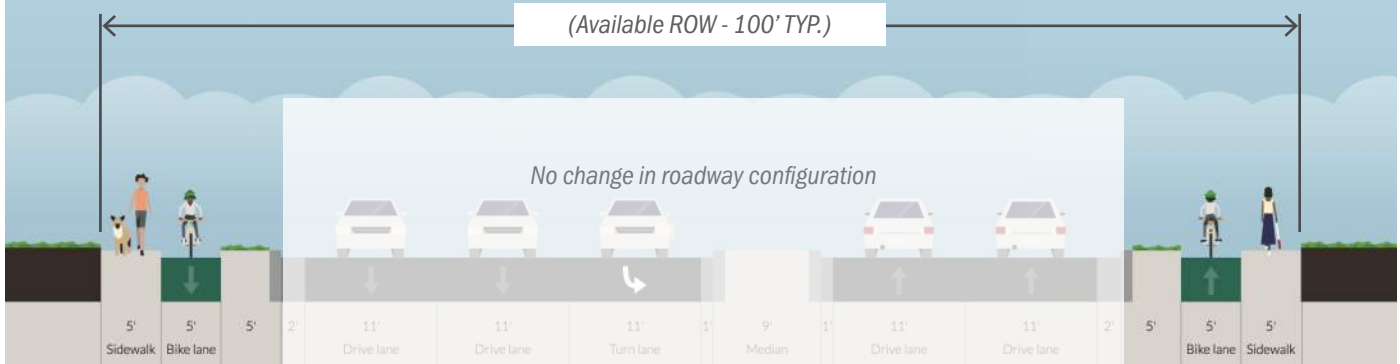 (Available ROW - 100' TYP.)
No change in roadway configuration
5' 5' 5' 2' 11' 11' 11' 1' 9' 1' 11' 11' 2' 5' 5' 5'
Sidewalk Bike lane Drive lane Drive lane Turn lane Median Drive lane Drive lane Bike lane Sidewalk